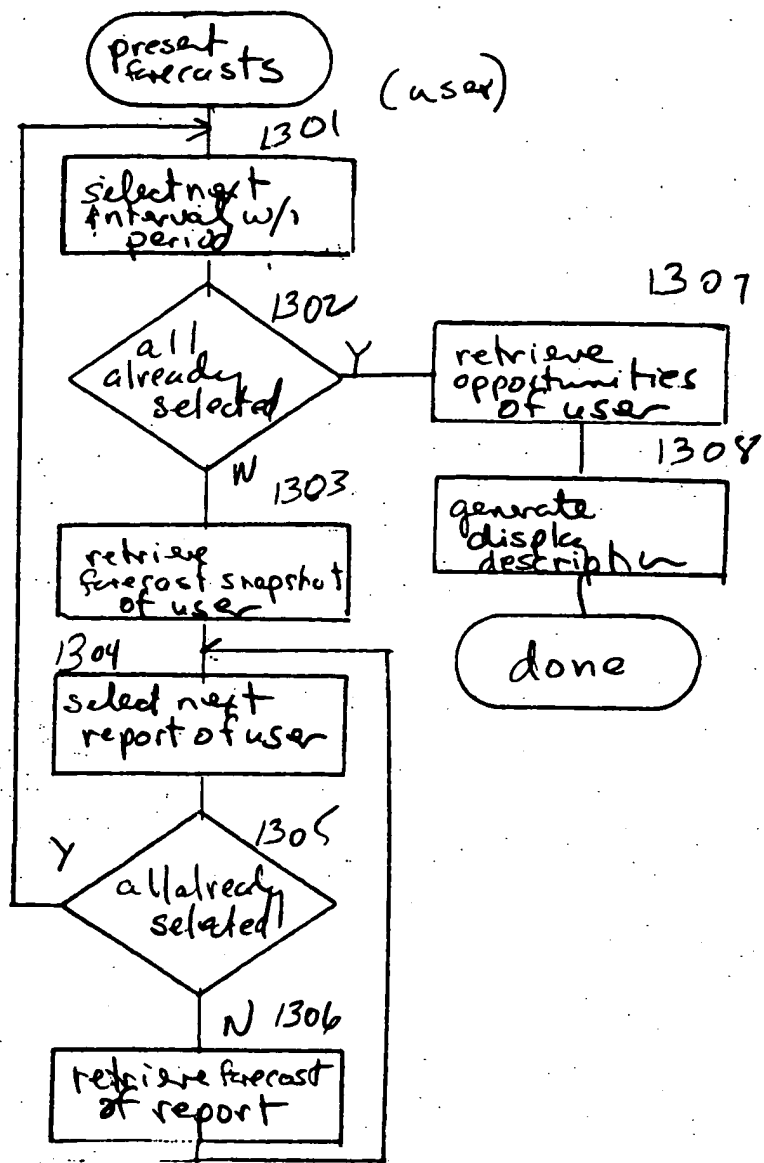 present
forecasts
(user)
1301
select next
interval w/i
period
1302
all
already
selected
Y
N
1307
retrieve
opportunities
of user
1308
generate
display
description
done
1303
retrieve
forecast snapshot
of user
1304
select next
report of user
1305
Y
all already
selected
N 1306
retrieve forecast
of report